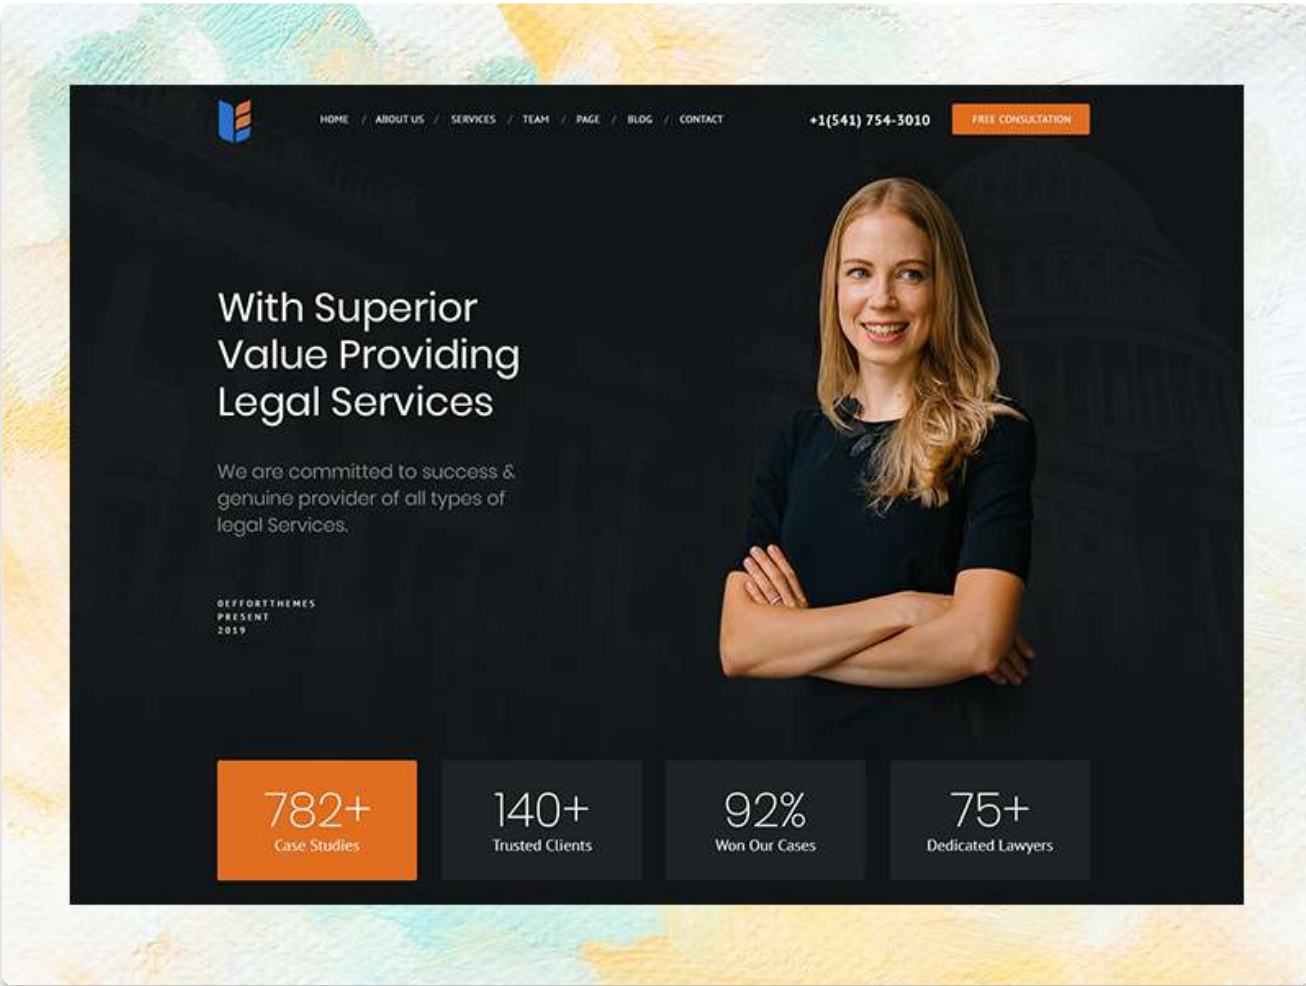 HOME / ABOUT US / SERVICES / TEAM / PAGE / BLOG / CONTACT
+1(541) 754-3010
FREE CONSULTATION
With Superior
Value Providing
Legal Services
We are committed to success &
genuine provider of all types of
legal Services.
0EFFORTTHEMES
PRESENT
2019
782+
Case Studies
140+
Trusted Clients
92%
Won Our Cases
75+
Dedicated Lawyers